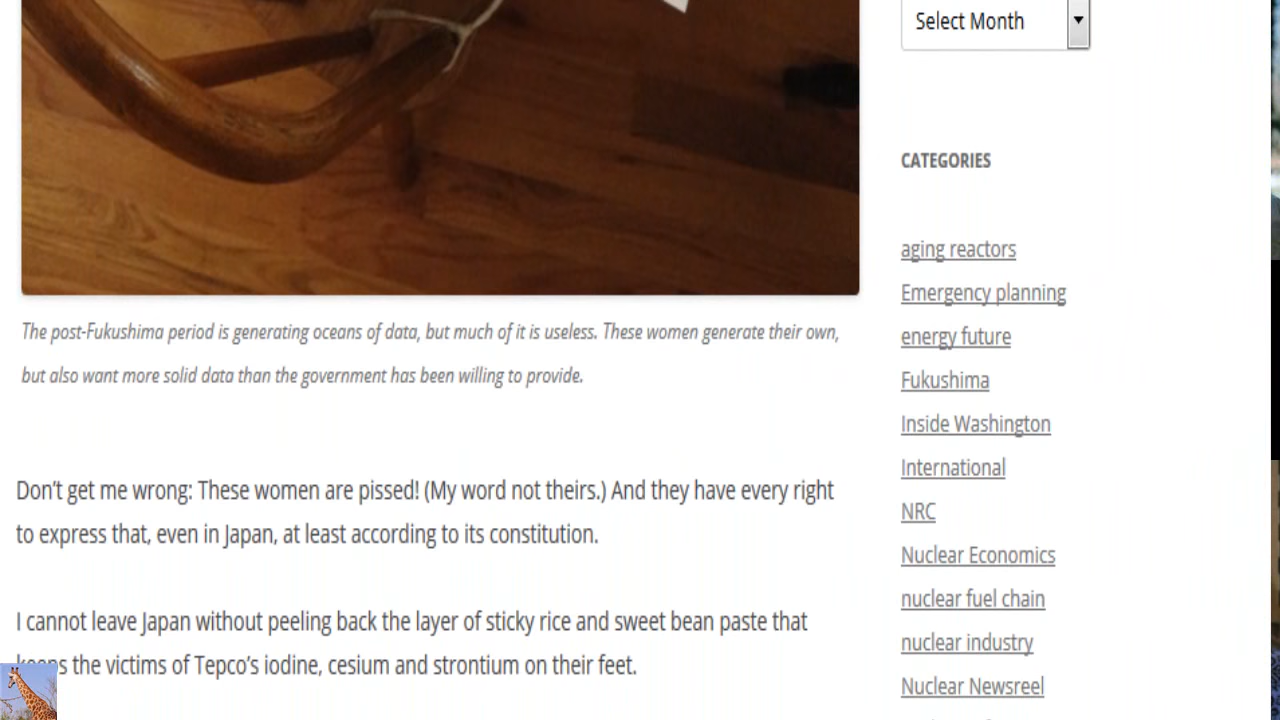 Select Month
CATEGORIES
aging reactors
Emergency planning
energy future
Fukushima
Inside Washington
International
NRC
Nuclear Economics
nuclear fuel chain
nuclear industry
Nuclear Newsreel
The post-Fukushima period is generating oceans of data, but much of it is useless. These women generate their own,
but also want more solid data than the government has been willing to provide.
Don't get me wrong: These women are pissed! (My word not theirs.) And they have every right
to express that, even in Japan, at least according to its constitution.
I cannot leave Japan without peeling back the layer of sticky rice and sweet bean paste that
keeps the victims of Tepco's iodine, cesium and strontium on their feet.